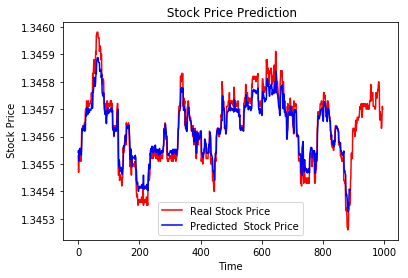 Stock Price Prediction
1.3460
1.3459
1.3458
1.3457
1.3456
1.3455
1.3454
1.3453
Stock Price
Real Stock Price
Predicted  Stock Price
0
200
400
600
800
1000
Time